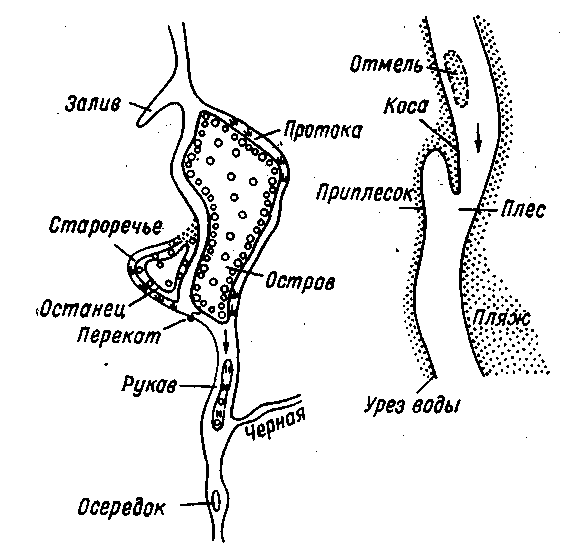 Залив
Протока
Староречье
Останец
Перекат
Остров
Рукав
Черная
Осередок
Отмель
Коса
Приплесок
Плес
Пляж
Урез воды